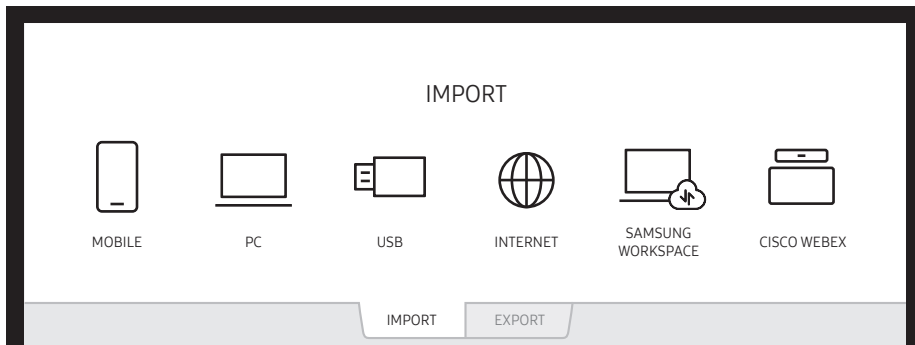 IMPORT
MOBILE
PC
USB
INTERNET
SAMSUNG
WORKSPACE
CISCO WEBEX
IMPORT
EXPORT